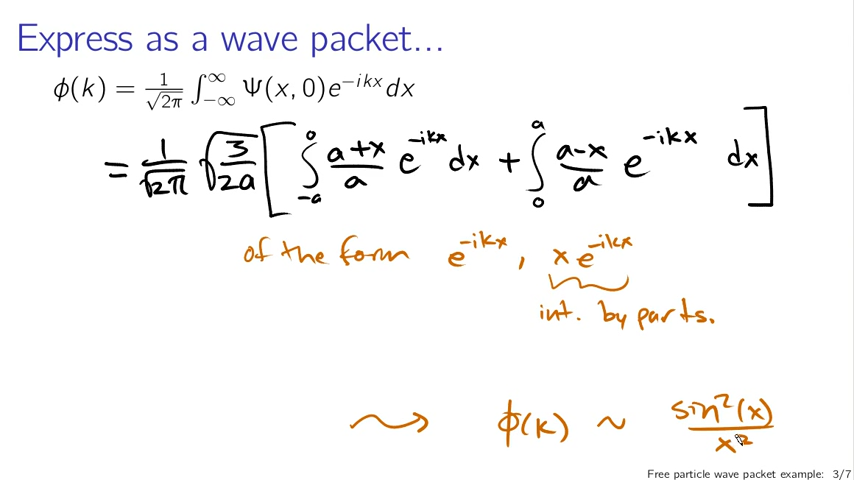 Express as a wave packet...
ϕ(k) = 1/√2π ∫_{-∞}^{∞} Ψ(x, 0)e^{-ikx}dx
= 1/√2π √3/2a [ ∫_{-a}^{0} a+x/a e^{-ikx} dx + ∫_{0}^{a} a-x/a e^{-ikx} dx ]
of the form e^{-ikx}, xe^{-ikx}
int. by parts.
⇝ ϕ(k) ~ sin²(x)/x²
Free particle wave packet example: 3/7